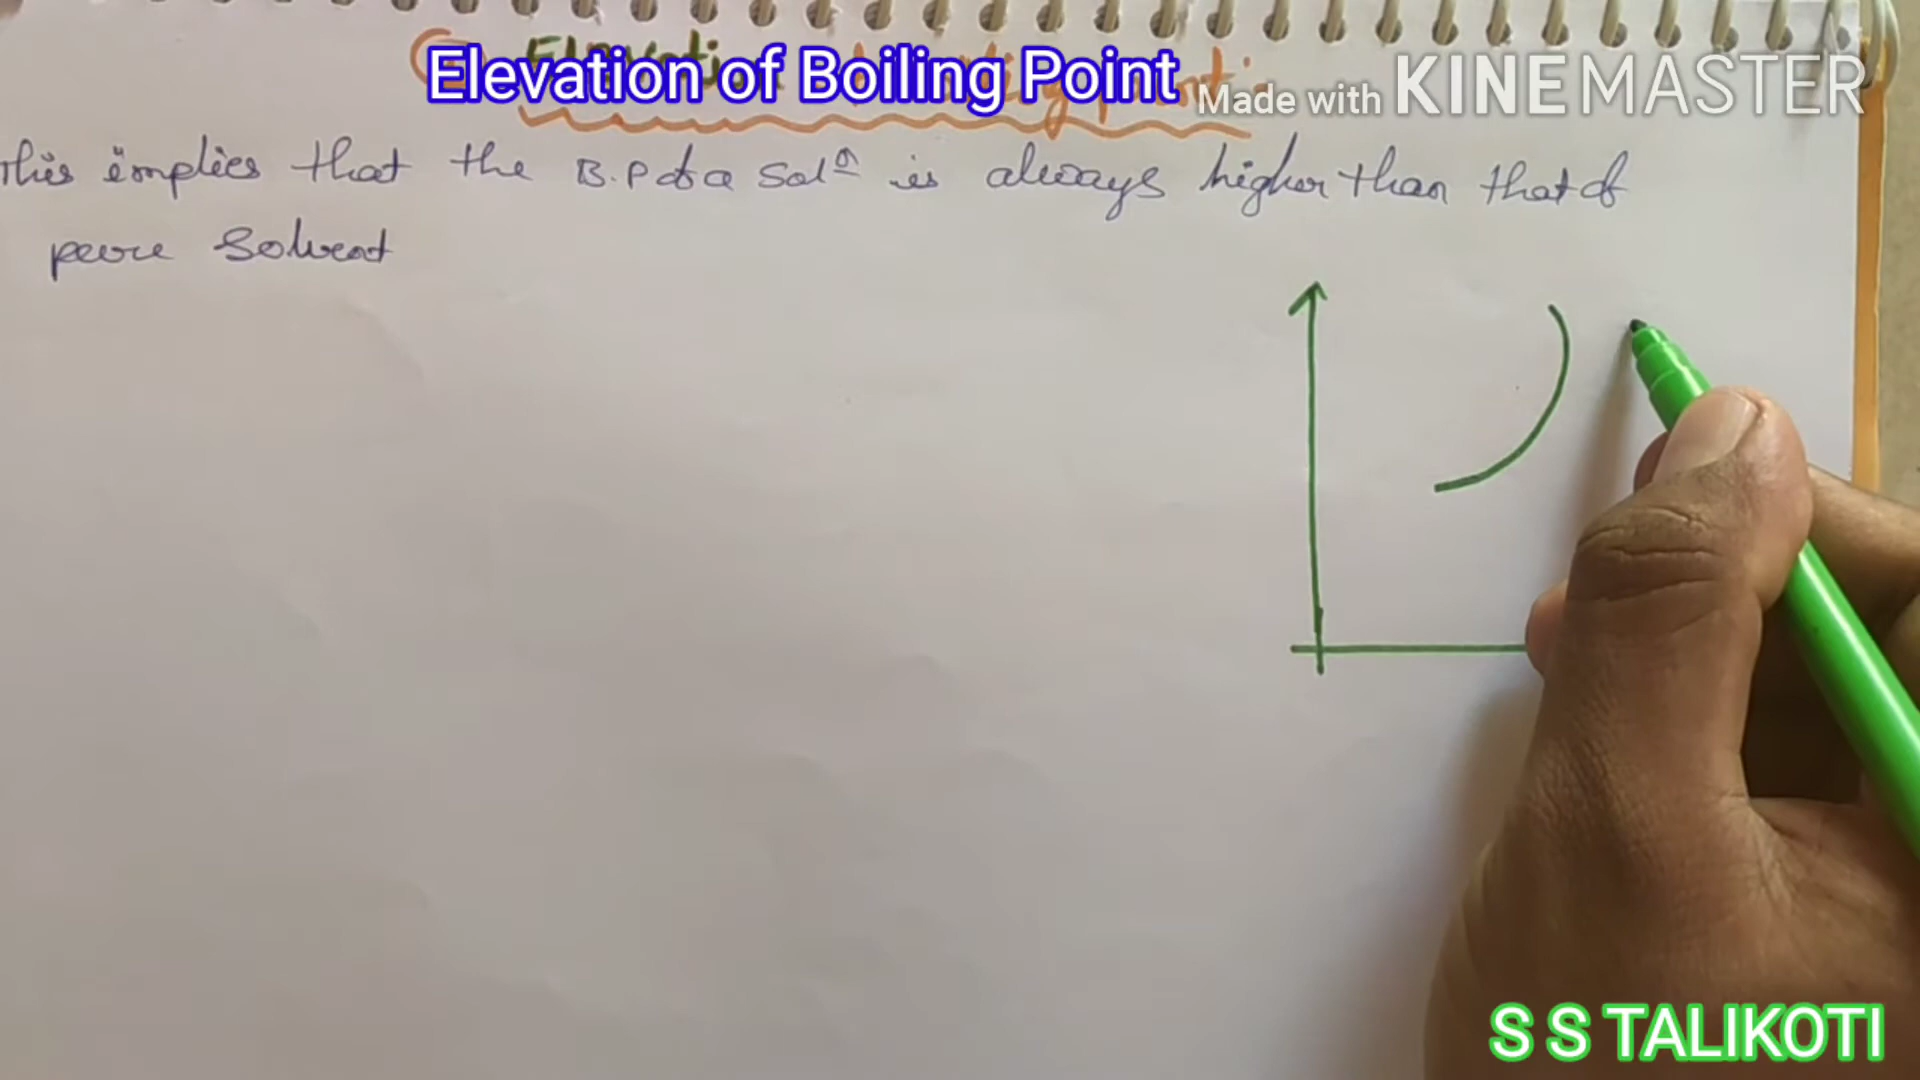 Elevation of Boiling Point
Made with KINEMASTER
This implies that the B.P of a Solⁿ is always higher than that of
pure Solvent
S S TALIKOTI